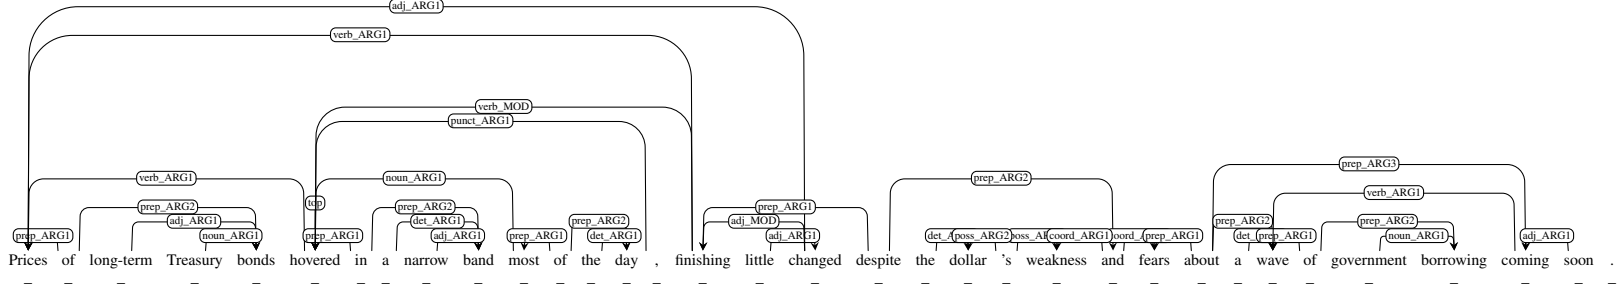 adj_ARG1
verb_ARG1
verb_MOD
punct_ARG1
prep_ARG3
verb_ARG1 noun_ARG1 prep_ARG2
verb_ARG1
top
prep_ARG2 prep_ARG2 prep_ARG1
adj_ARG1 det_ARG1 prep_ARG2 adj_MOD prep_ARG2 prep_ARG2
prep_ARG1 noun_ARG1 prep_ARG1 adj_ARG1 prep_ARG1 det_ARG1 adj_ARG1 poss_ARG2 coord_ARG1 prep_ARG1 prep_ARG1 noun_ARG1 adj_ARG1
Prices of long-term Treasury bonds hovered in a narrow band most of the day , finishing little changed despite the dollar 's weakness and fears about a wave of government borrowing coming soon .